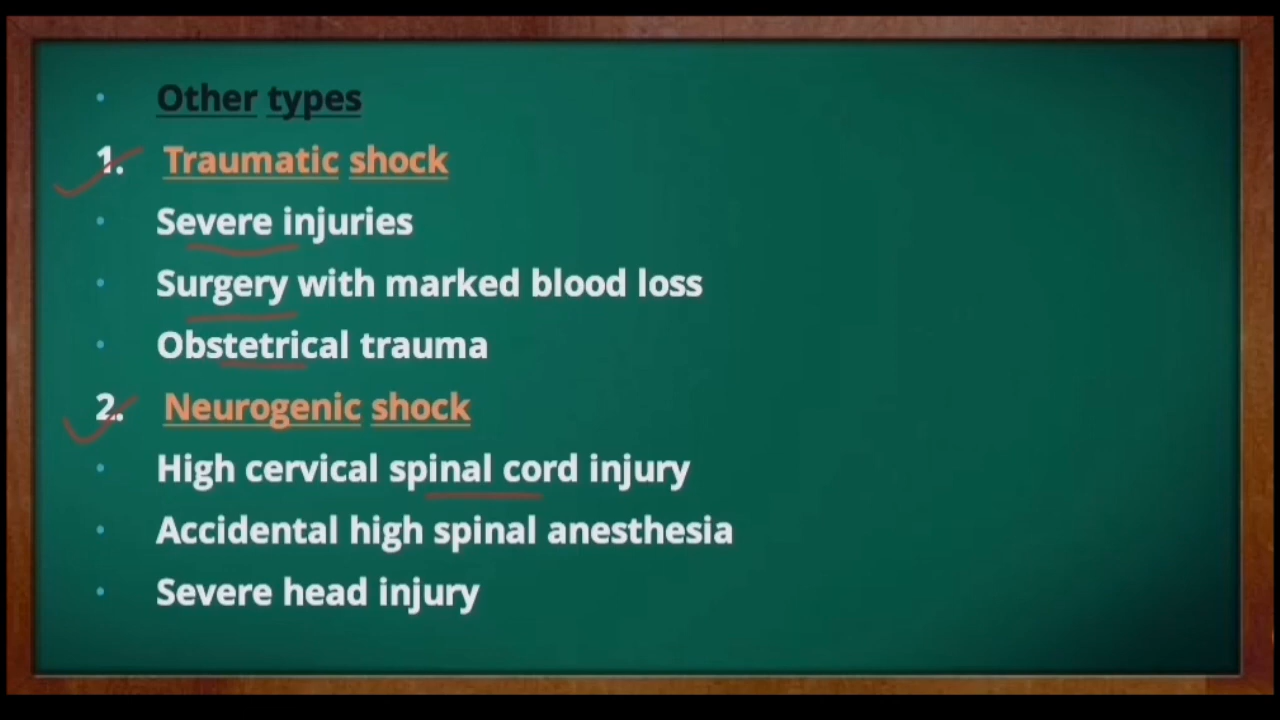 • Other types
1. Traumatic shock
• Severe injuries
• Surgery with marked blood loss
• Obstetrical trauma
2. Neurogenic shock
• High cervical spinal cord injury
• Accidental high spinal anesthesia
• Severe head injury